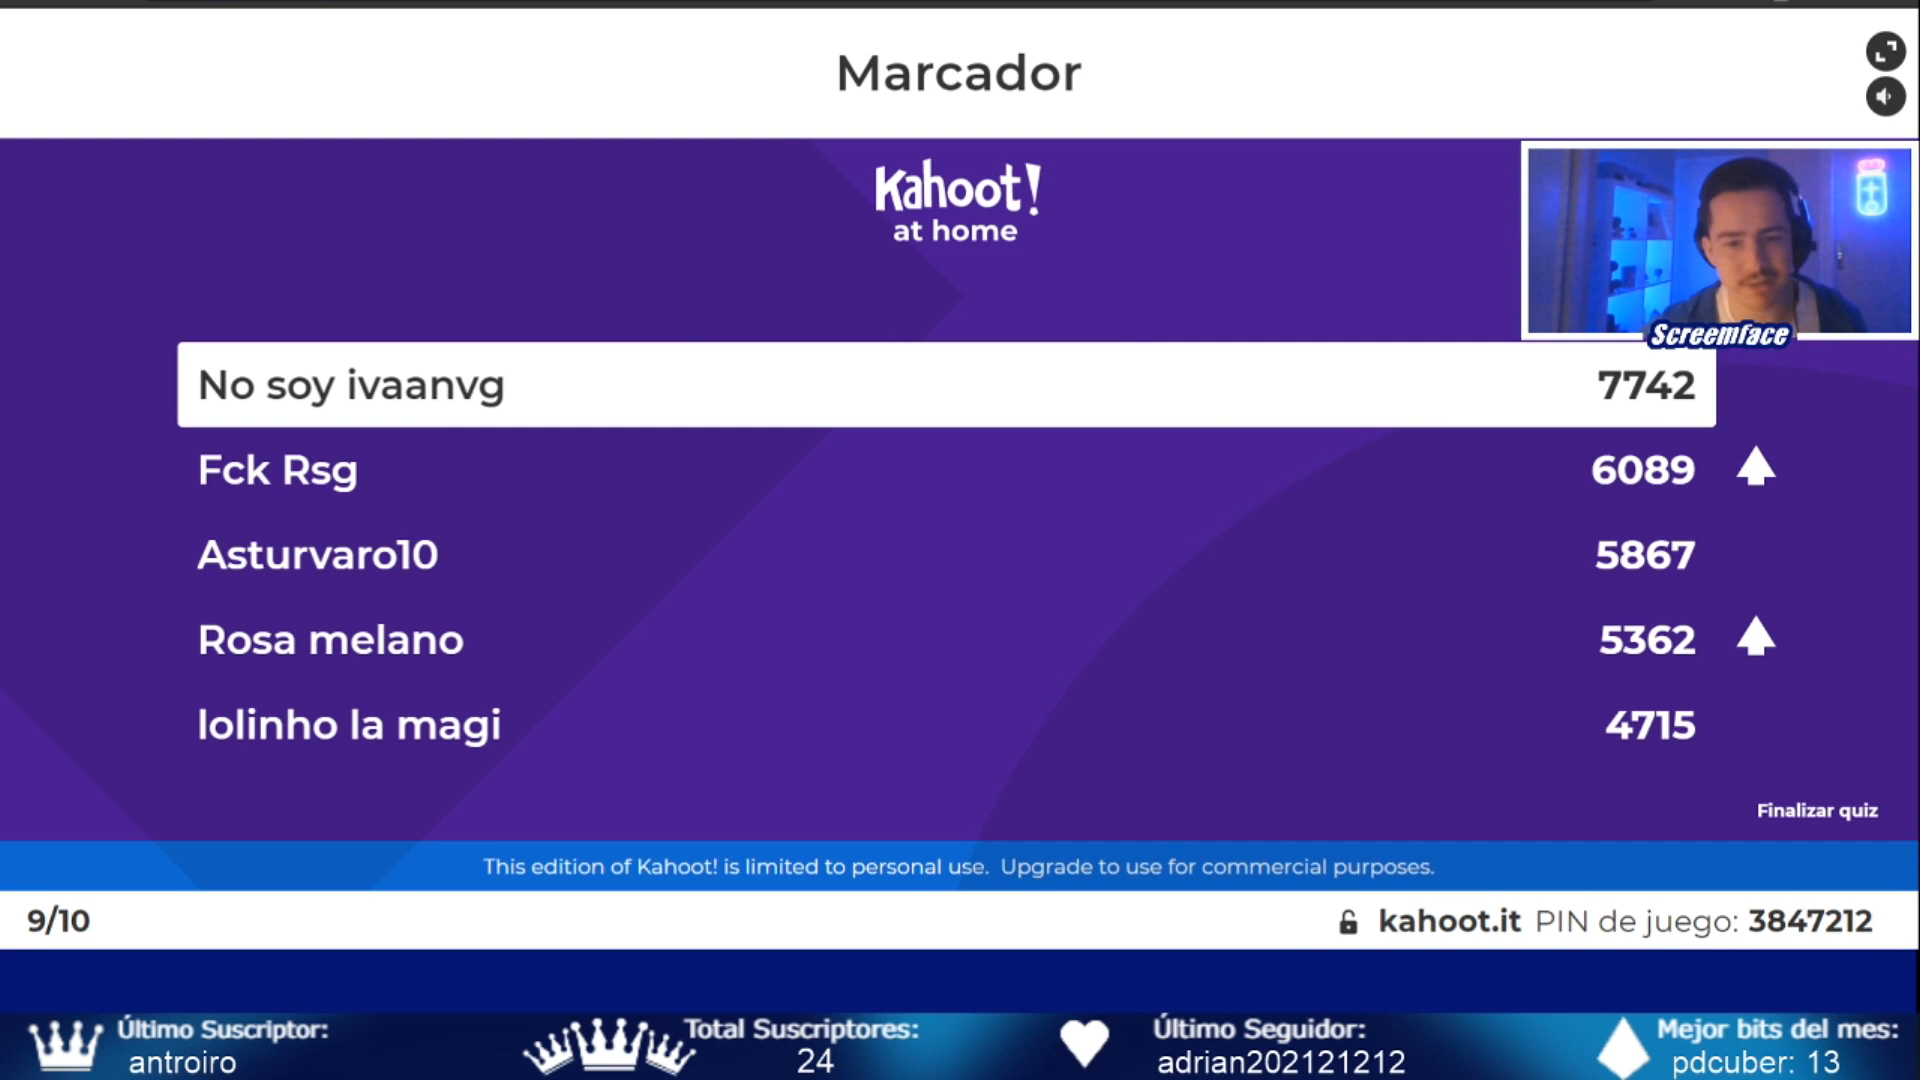 Marcador
Kahoot!
at home
Screemface
No soy ivaanvg 7742
Fck Rsg 6089
Asturvaro10 5867
Rosa melano 5362
lolinho la magi 4715
Finalizar quiz
This edition of Kahoot! is limited to personal use. Upgrade to use for commercial purposes.
9/10
kahoot.it PIN de juego: 3847212
Último Suscriptor: Total Suscriptores: Último Seguidor: Mejor bits del mes:
antroiro 24 adrian202121212 pdcuber: 13